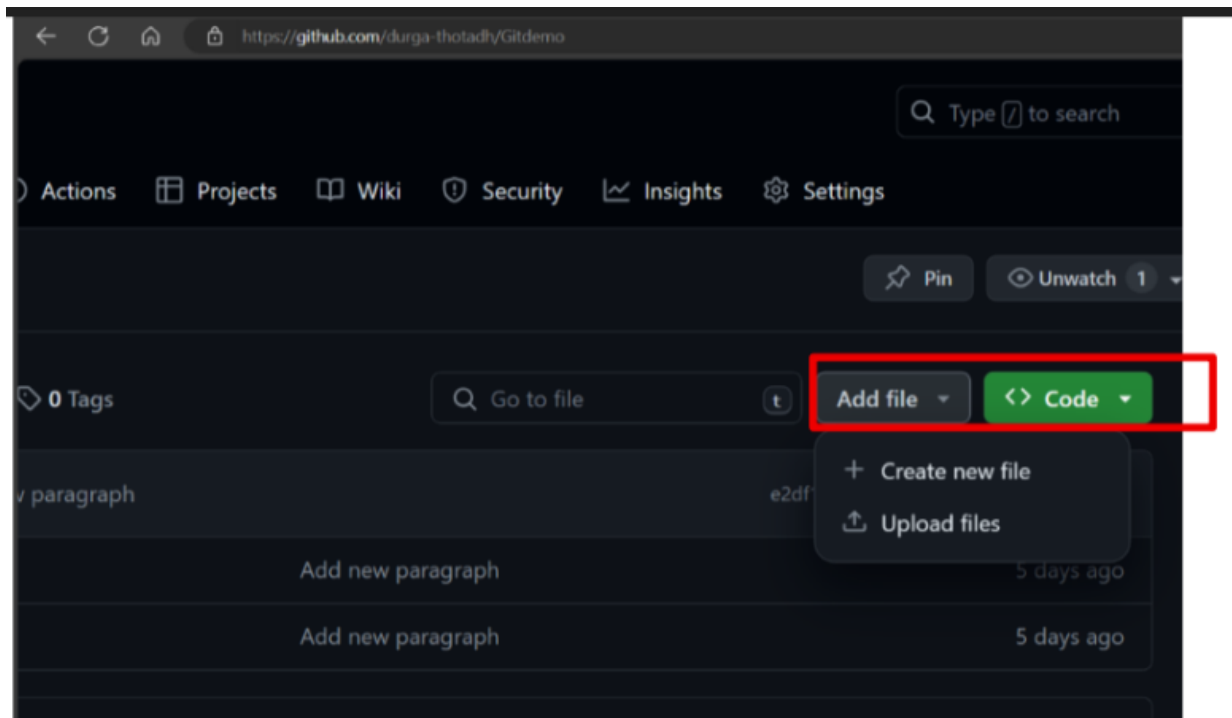 https://github.com/durga-thotadh/Gitdemo
Type / to search
Actions Projects Wiki Security Insights Settings
Pin Unwatch 1
0 Tags Go to file t Add file <> Code
Create new file
paragraph e2df
Upload files
Add new paragraph 5 days ago
Add new paragraph 5 days ago